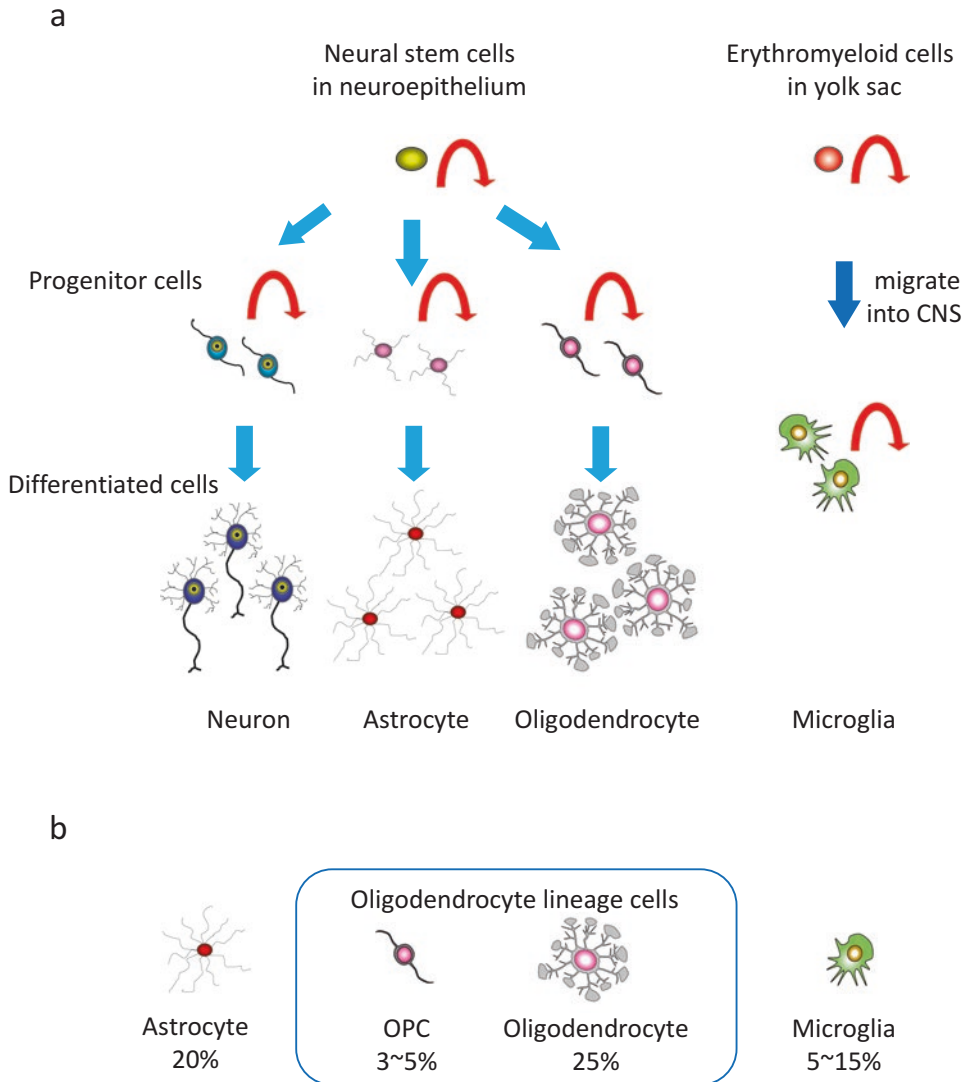 a
Neural stem cells
in neuroepithelium
Erythromyeloid cells
in yolk sac
Progenitor cells
migrate
into CNS
Differentiated cells
Neuron
Astrocyte
Oligodendrocyte
Microglia
b
Oligodendrocyte lineage cells
Astrocyte
20%
OPC
3~5%
Oligodendrocyte
25%
Microglia
5~15%